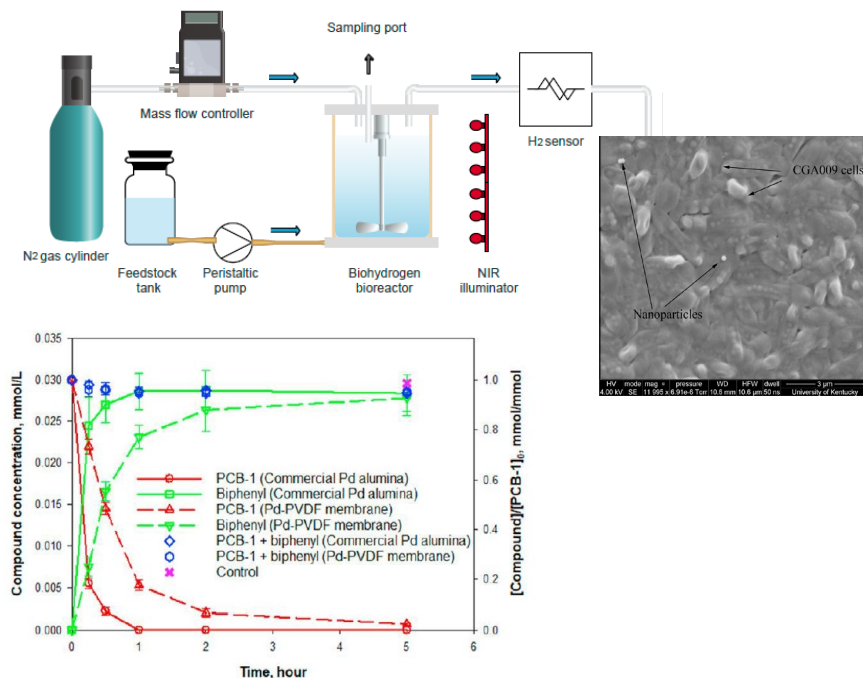 Sampling port
Mass flow controller
H2 sensor
N2 gas cylinder
Feedstock
tank
Peristaltic
pump
Biohydrogen
bioreactor
NIR
illuminator
CGA009 cells
Nanoparticles
HV mode mag ¤ pressure WD HFW dwell
4.00 kV SE 11 995 x 6.91e-6 Torr 10.6 mm 10.6 µm 50 ns
3 µm
University of Kentucky
Compound concentration, mmol/L
0.035
0.030
0.025
0.020
0.015
0.010
0.005
0.000
0 1 2 3 4 5 6
Time, hour
1.0
0.8
0.6
0.4
0.2
0.0
[Compound]/[PCB-1]0, mmol/mmol
PCB-1 (Commercial Pd alumina)
Biphenyl (Commercial Pd alumina)
PCB-1 (Pd-PVDF membrane)
Biphenyl (Pd-PVDF membrane)
PCB-1 + biphenyl (Commercial Pd alumina)
PCB-1 + biphenyl (Pd-PVDF membrane)
Control